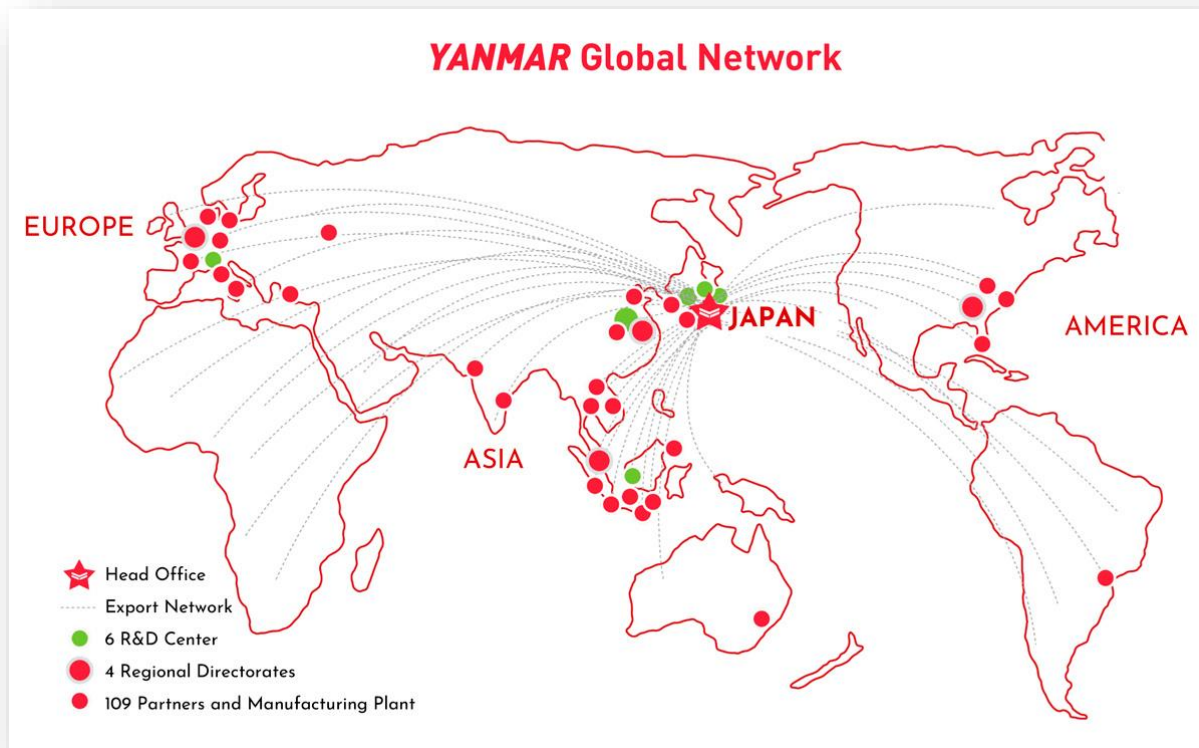 YANMAR Global Network
EUROPE
JAPAN
AMERICA
ASIA
Head Office
Export Network
6 R&D Center
4 Regional Directorates
109 Partners and Manufacturing Plant